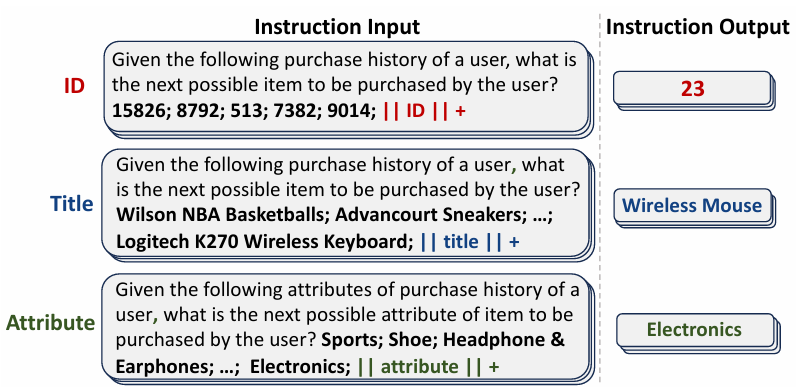 Instruction Input
Instruction Output
ID
Given the following purchase history of a user, what is
the next possible item to be purchased by the user?
15826; 8792; 513; 7382; 9014; || ID || +
23
Title
Given the following purchase history of a user, what
is the next possible item to be purchased by the user?
Wilson NBA Basketballs; Advancourt Sneakers; …;
Logitech K270 Wireless Keyboard; || title || +
Wireless Mouse
Attribute
Given the following attributes of purchase history of a
user, what is the next possible attribute of item to be
purchased by the user? Sports; Shoe; Headphone &
Earphones; …; Electronics; || attribute || +
Electronics